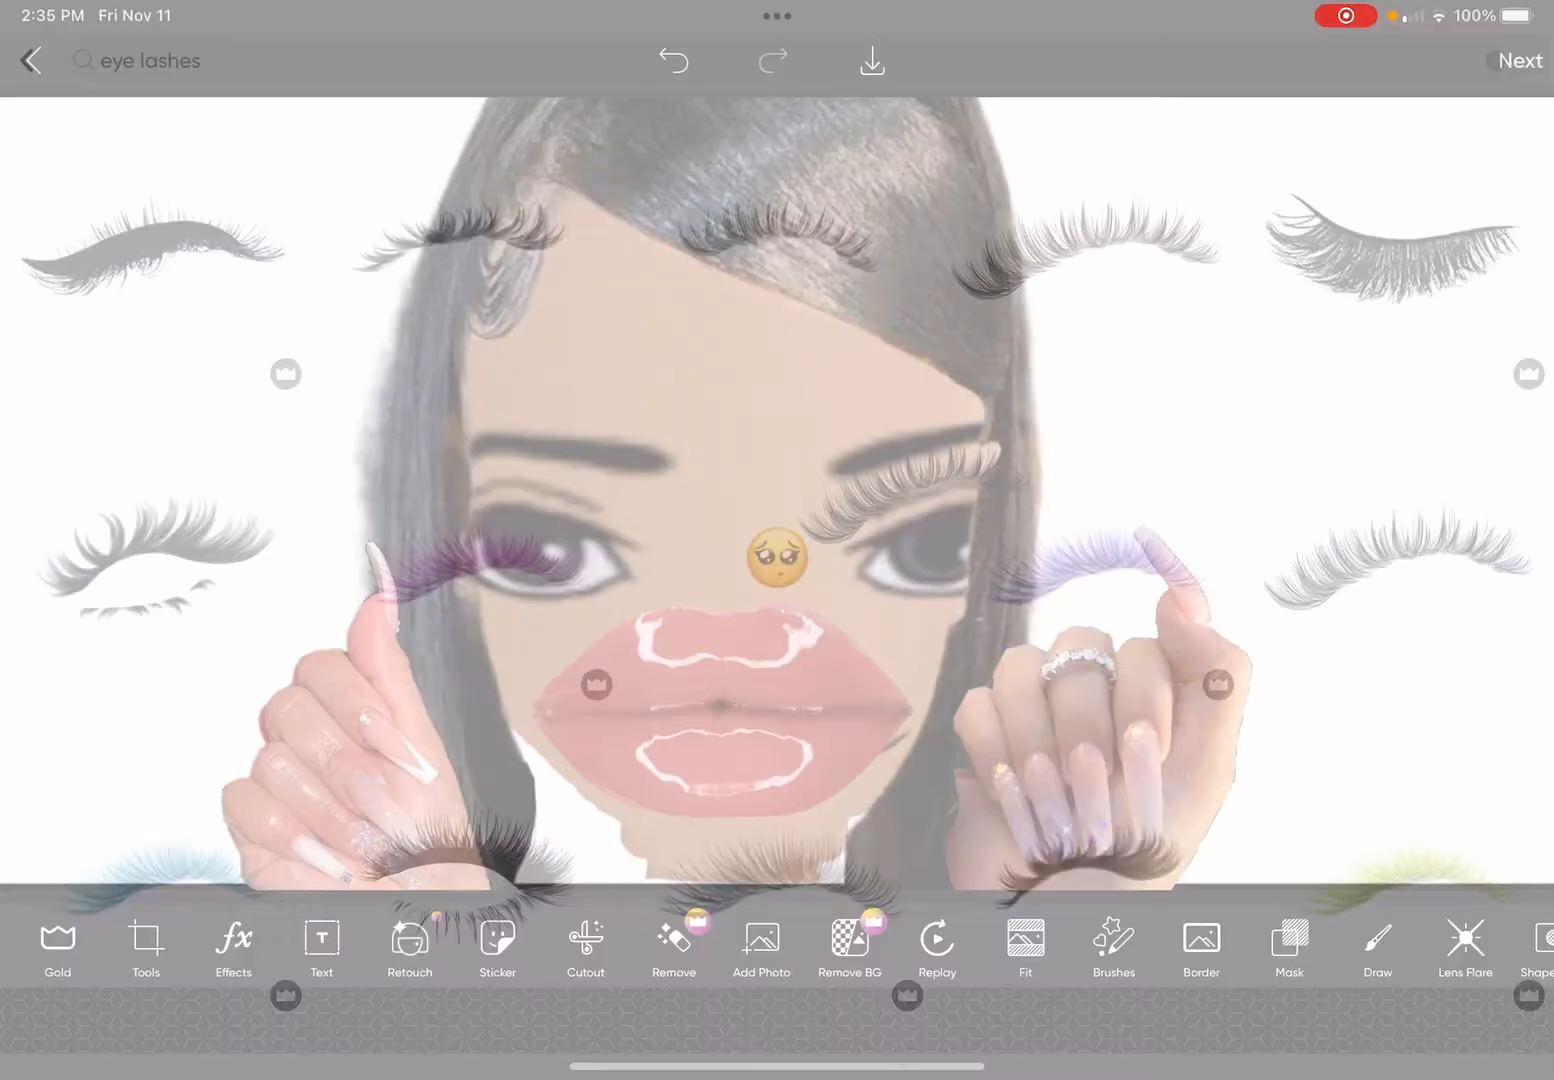 2:35 PM Fri Nov 11
100%
eye lashes
Next
Gold
Tools
Effects
Text
Retouch
Sticker
Cutout
Remove
Add Photo
Remove BG
Replay
Fit
Brushes
Border
Mask
Draw
Lens Flare
Shape